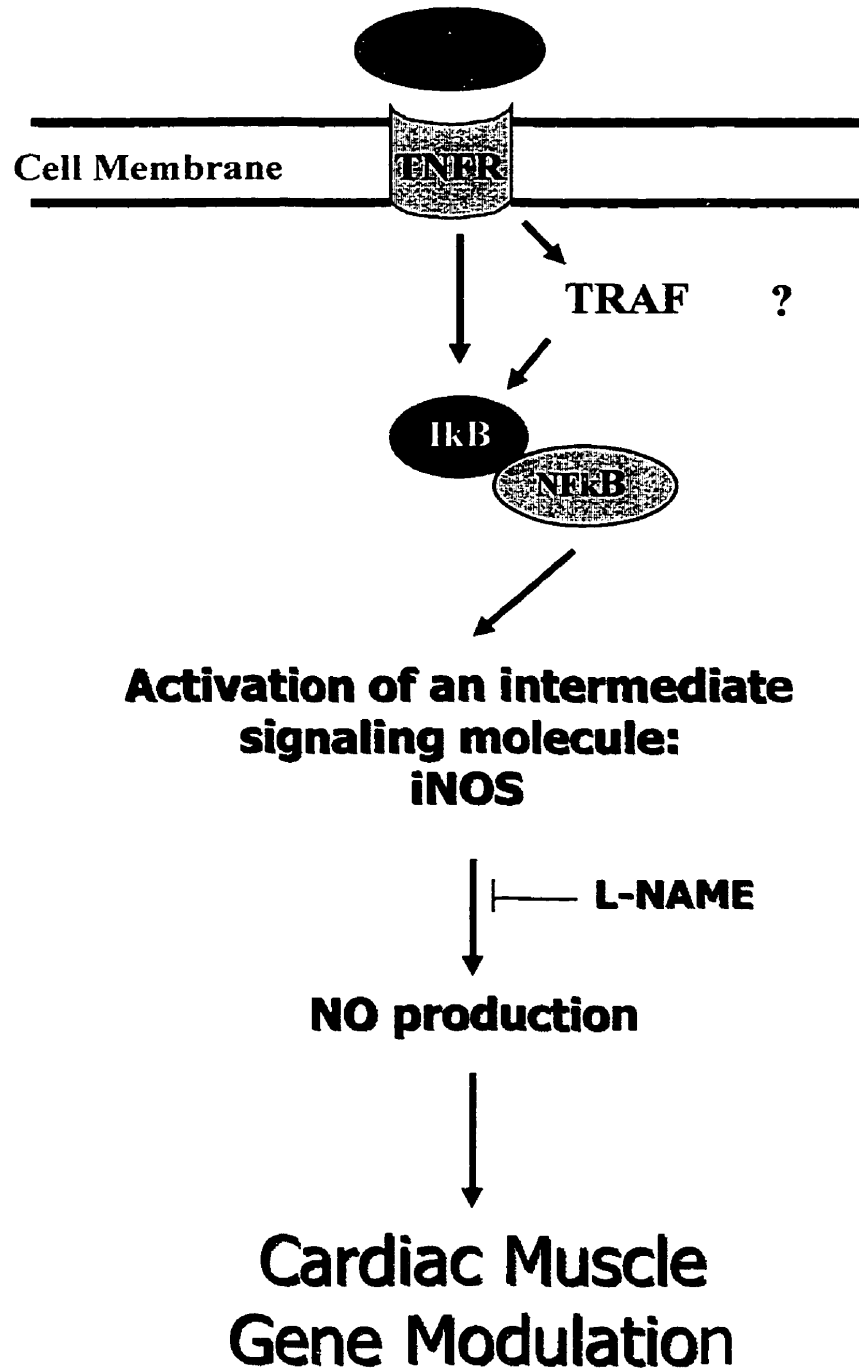 Cell Membrane
TNFR
TRAF ?
IkB
NFkB
Activation of an intermediate
signaling molecule:
iNOS
L-NAME
NO production
Cardiac Muscle
Gene Modulation